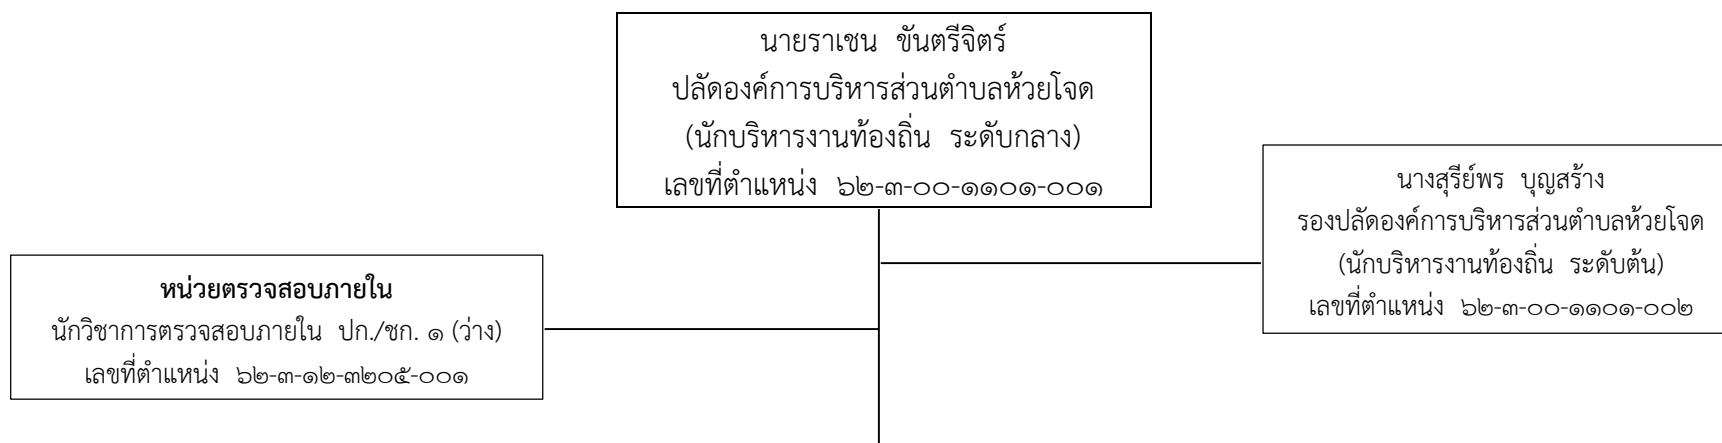 นายราเชน ขันตรีจิตร์
ปลัดองค์การบริหารส่วนตำบลห้วยโจด
(นักบริหารงานท้องถิ่น ระดับกลาง)
เลขที่ตำแหน่ง ๖๒-๓-๐๐-๑๑๐๑-๐๐๑
นางสุรีย์พร บุญสร้าง
รองปลัดองค์การบริหารส่วนตำบลห้วยโจด
(นักบริหารงานท้องถิ่น ระดับต้น)
เลขที่ตำแหน่ง ๖๒-๓-๐๐-๑๑๐๑-๐๐๒
หน่วยตรวจสอบภายใน
นักวิชาการตรวจสอบภายใน ปก./ชก. ๑ (ว่าง)
เลขที่ตำแหน่ง ๖๒-๓-๑๒-๓๒๐๕-๐๐๑